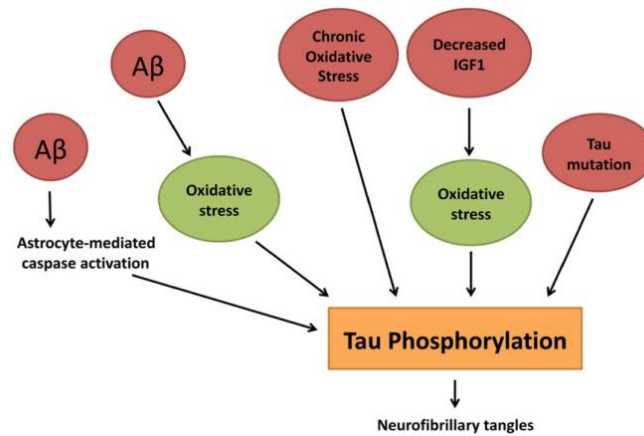 Aβ
Aβ
Chronic
Oxidative
Stress
Decreased
IGF1
Tau
mutation
Oxidative
stress
Oxidative
stress
Astrocyte-mediated
caspase activation
Tau Phosphorylation
Neurofibrillary tangles